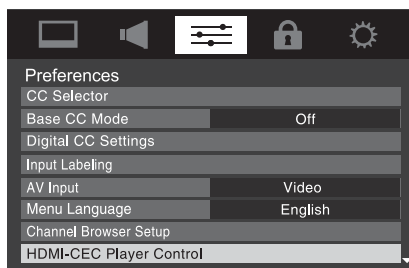 Preferences
CC Selector
Base CC Mode Off
Digital CC Settings
Input Labeling
AV Input Video
Menu Language English
Channel Browser Setup
HDMI-CEC Player Control